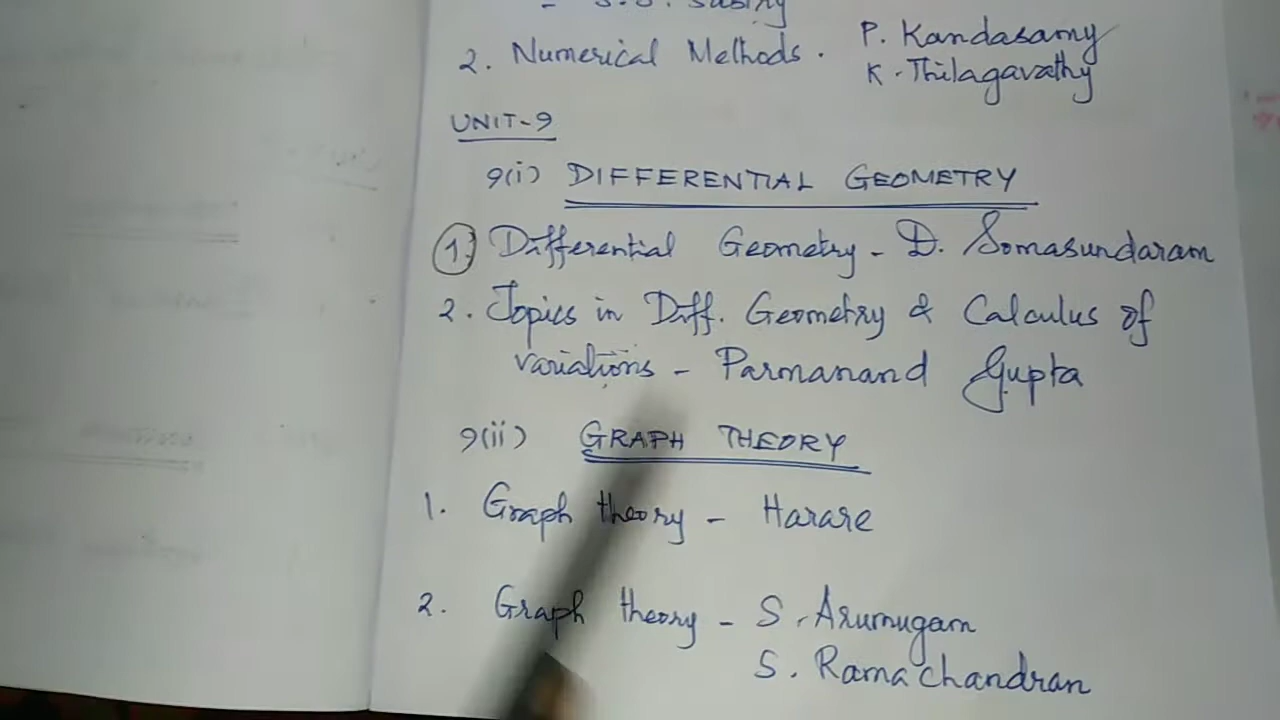 2. Numerical Methods. P. Kandasamy
K. Thilagavathy
UNIT-9
9(i) DIFFERENTIAL GEOMETRY
1. Differential Geometry - D. Somasundaram
2. Topics in Diff. Geometry & Calculus of
variations - Parmanand Gupta
9(ii) GRAPH THEORY
1. Graph theory - Harare
2. Graph theory - S. Arumugam
S. Ramachandran